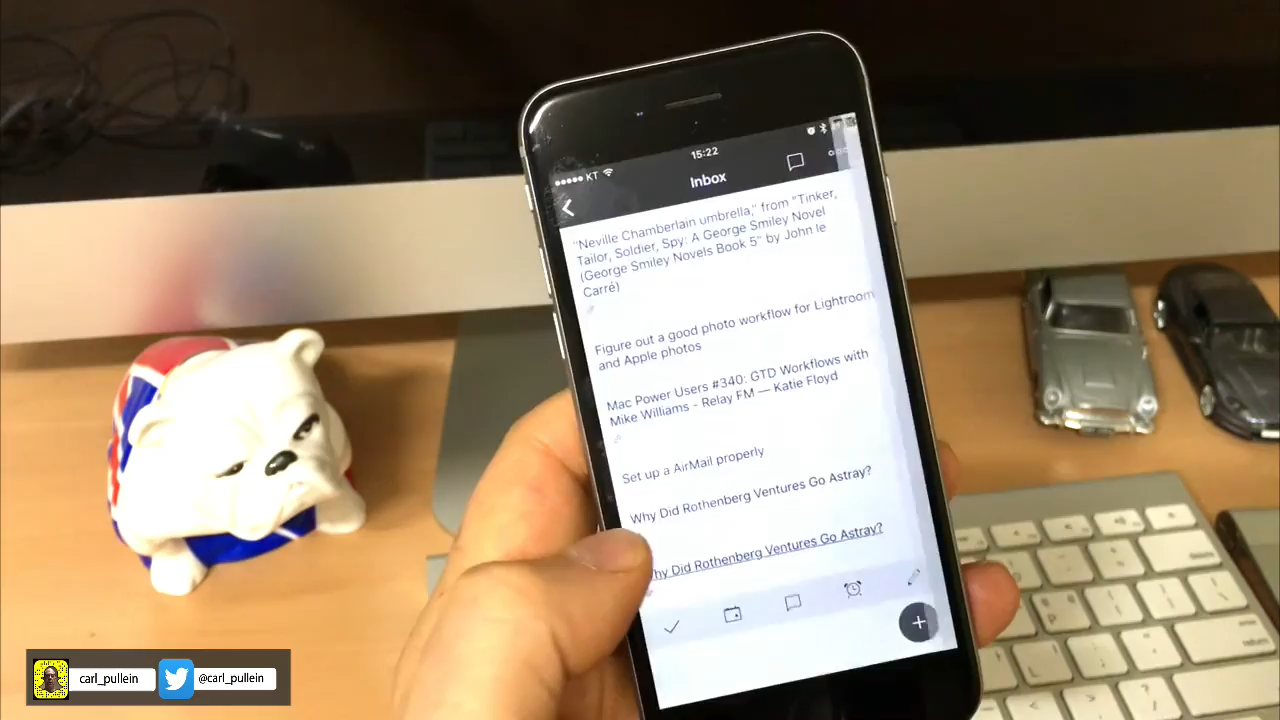 KT
15:22
Inbox
"Neville Chamberlain umbrella," from "Tinker,
Tailor, Soldier, Spy: A George Smiley Novel
(George Smiley Novels Book 5" by John le
Carré)
Figure out a good photo workflow for Lightroom
and Apple photos
Mac Power Users #340: GTD Workflows with
Mike Williams - Relay FM — Katie Floyd
Set up a AirMail properly
Why Did Rothenberg Ventures Go Astray?
hy Did Rothenberg Ventures Go Astray?
return
carl_pullein
@carl_pullein